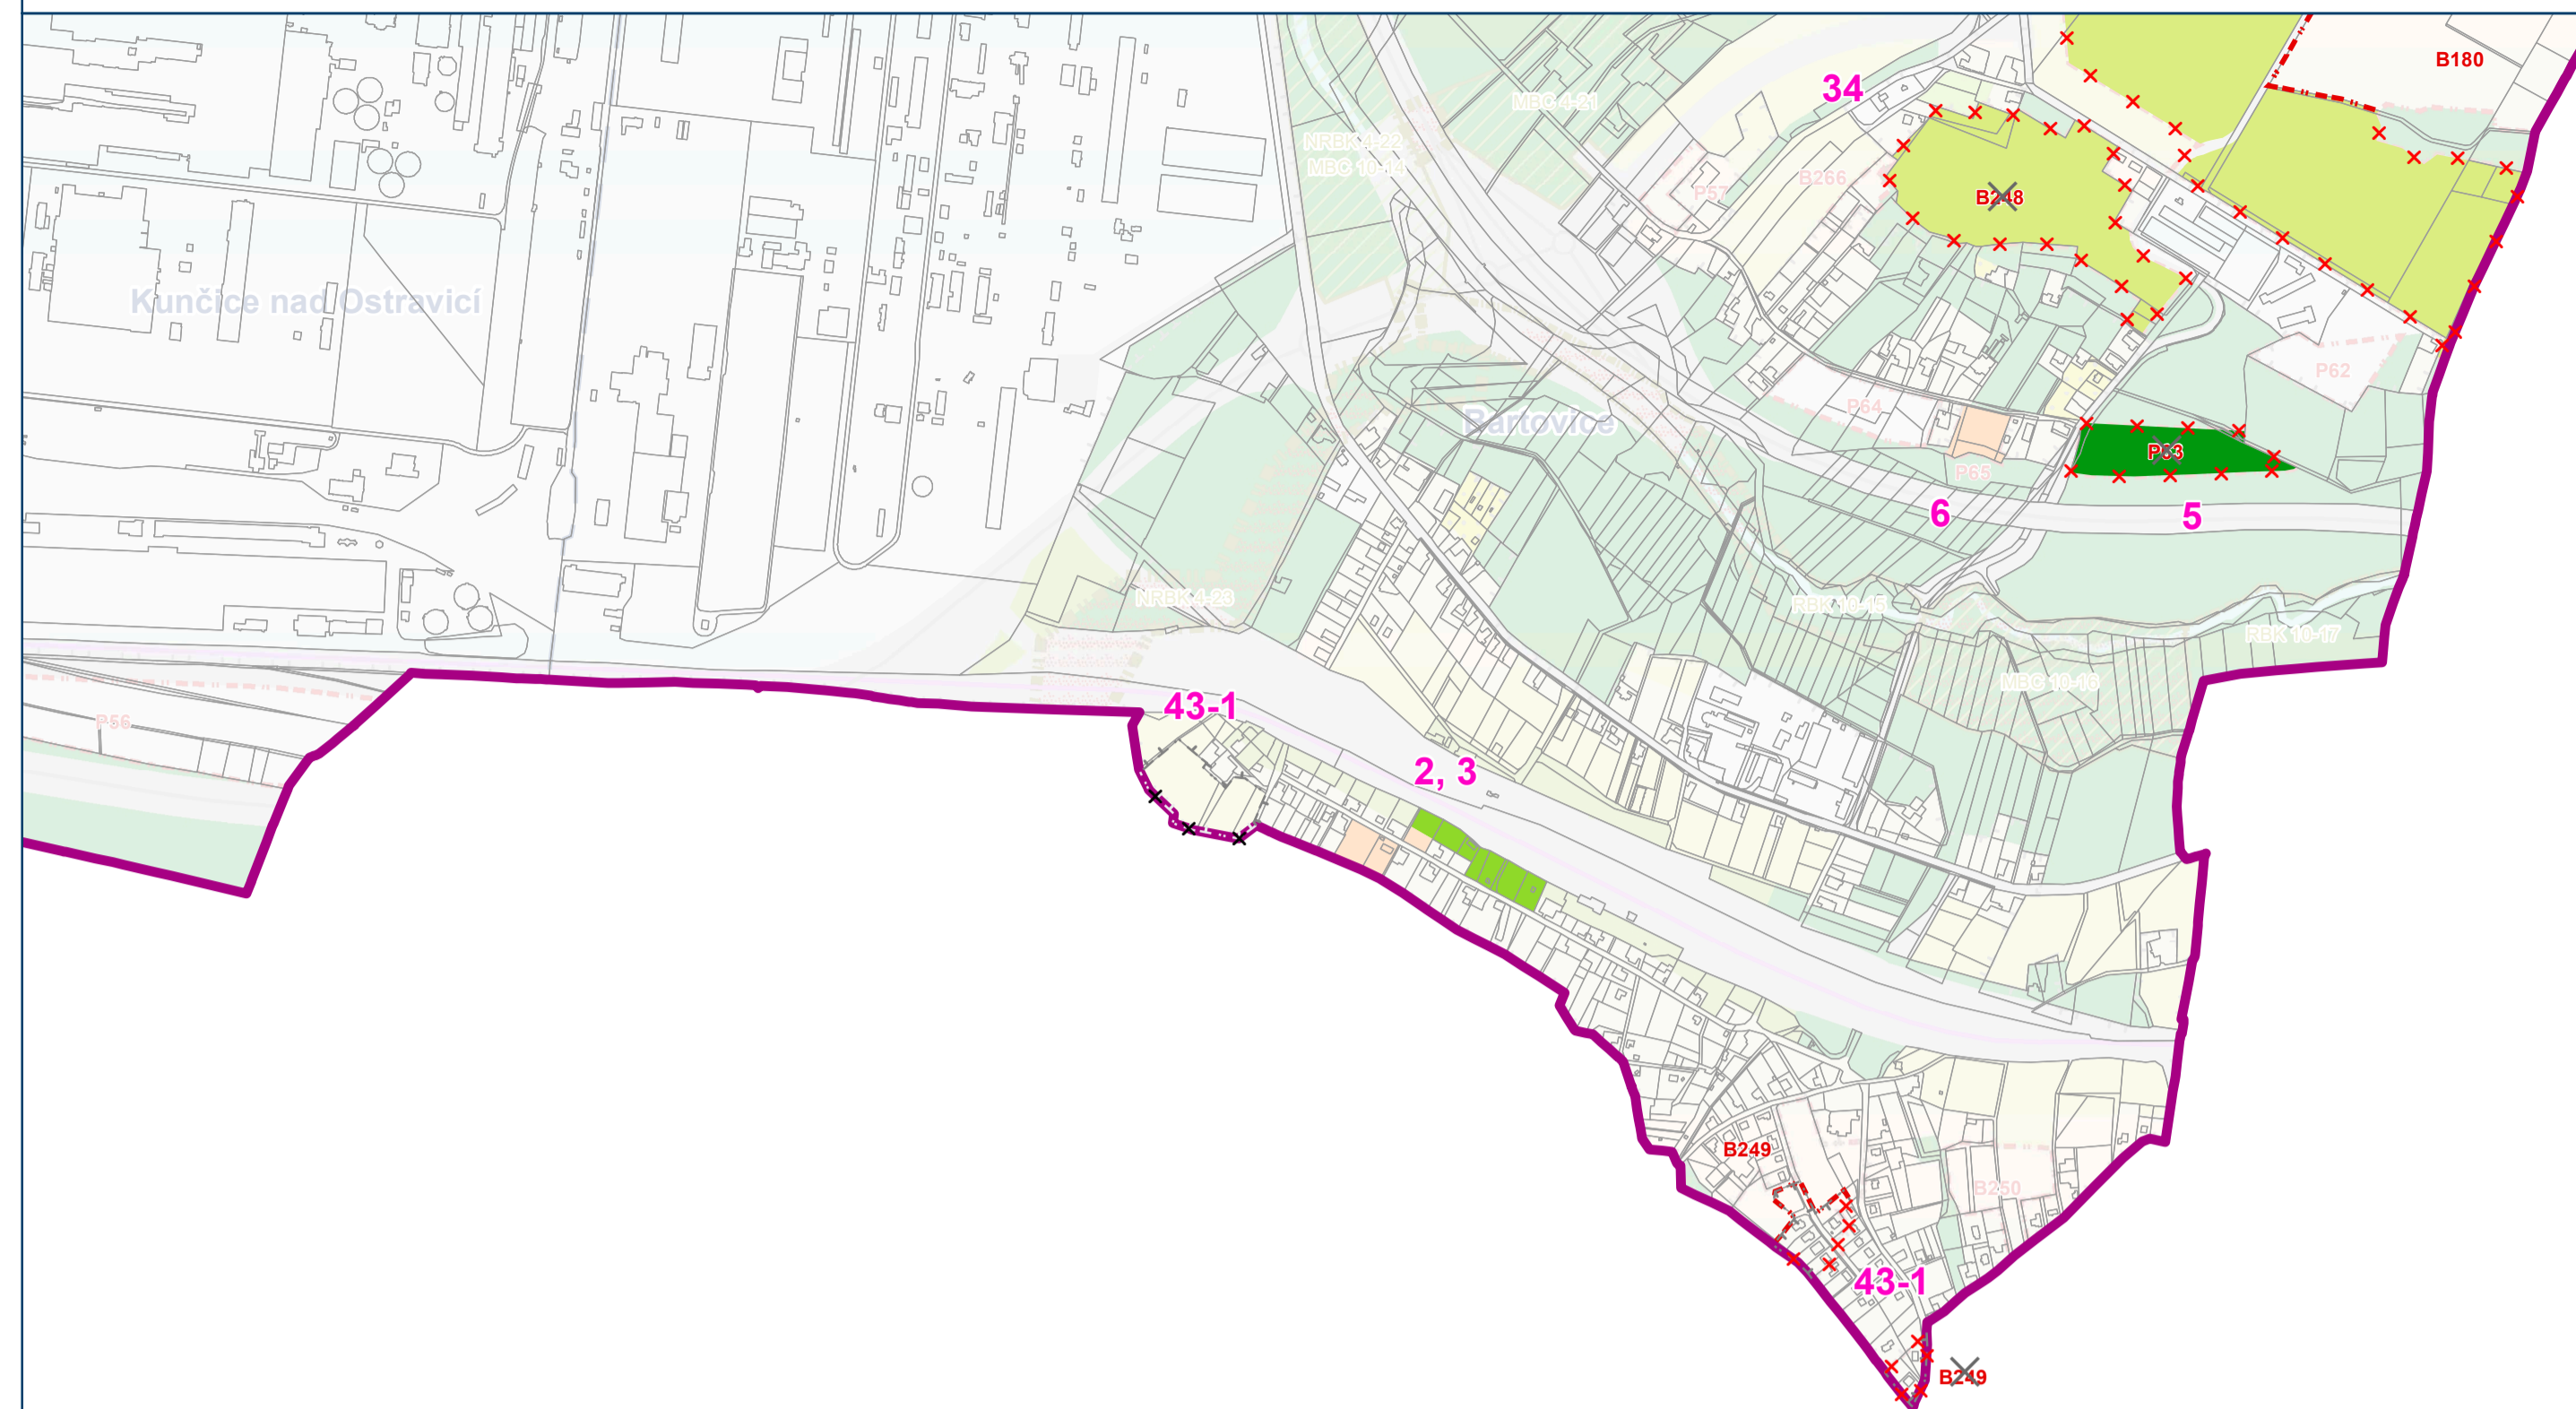 B180
34
MBC 4-21
NRBK 4-22
MBC 10-14
B266
P57
B248
Kunčice nad Ostravicí
P62
P64
Bartovice
P63
P65
6
5
NRBK 4-23
RBK 10-15
RBK 10-17
MBC 10-16
43-1
P56
2, 3
B249
B250
43-1
B249